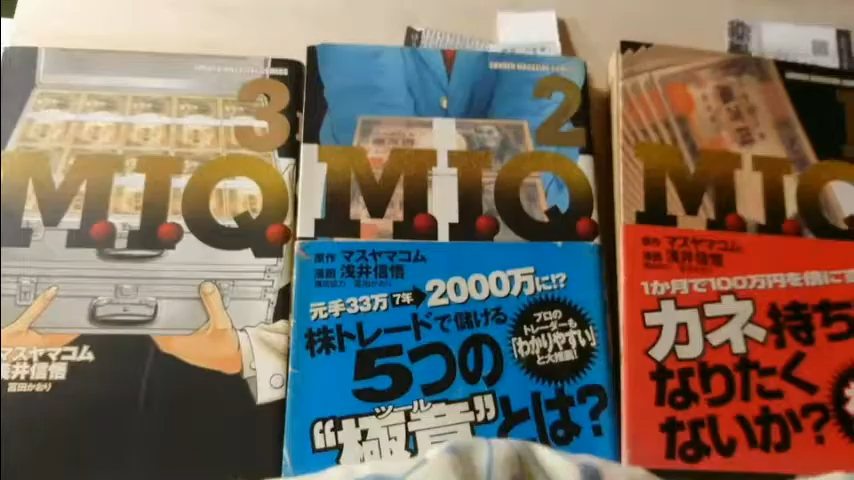 3
M.I.Q.
マスヤマコム
浅井信悟
富田かおり
2
M.I.Q.
原作 マスヤマコム
漫画 浅井信悟
元手33万 7年→2000万に!?
株トレードで儲ける
5つの
ツール
“極意”とは?
プロの
トレーダーも
「わかりやすい」
と大推薦!
M.I.Q
原作 マスヤマコム
漫画 浅井信悟
1か月で100万円を倍にす
カネ持ち
なりたく
ないか?